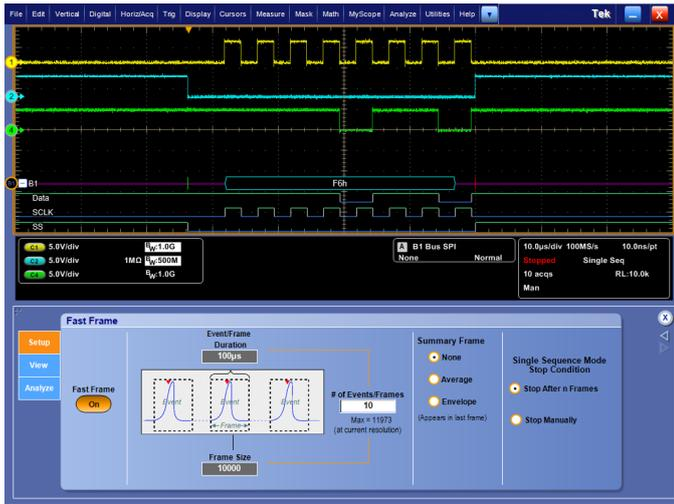 File Edit Vertical Digital Horiz/Acq Trig Display Cursors Measure Mask Math MyScope Analyze Utilities Help Tek X
1
2
4
B1 B1 F6h
Data
SCLK
SS
C1 5.0V/div BW:1.0G
C2 5.0V/div 1MΩ BW:500M
C4 5.0V/div BW:1.0G
A B1 Bus SPI
None Normal
10.0µs/div 100MS/s 10.0ns/pt
Stopped Single Seq
10 acqs RL:10.0k
Man
Fast Frame
X
Setup
View
Analyze
Fast Frame
On
Event/Frame
Duration
100µs
Event Event Event
Frame
Frame Size
10000
# of Events/Frames
10
Max = 11973
(at current resolution)
Summary Frame
None
Average
Envelope
(Appears in last frame)
Single Sequence Mode
Stop Condition
Stop After n Frames
Stop Manually